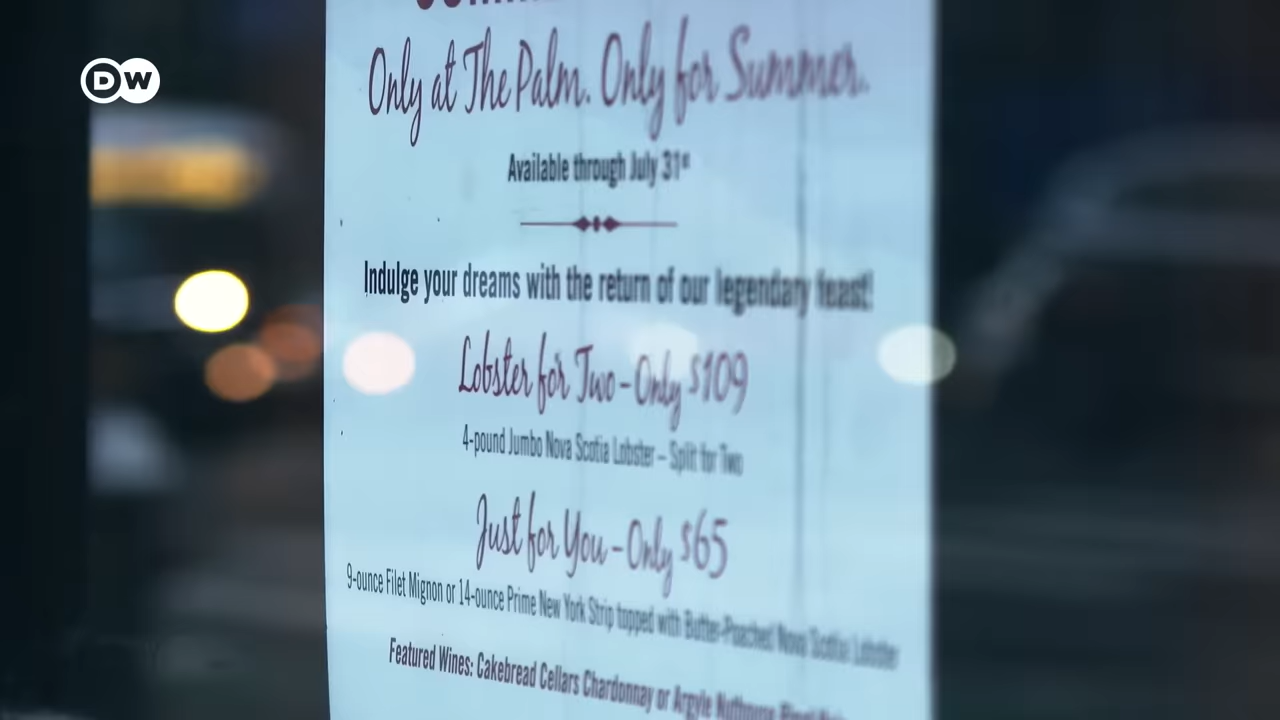 DW
Only at The Palm. Only for Summer.
Available through July 31st
Indulge your dreams with the return of our legendary feast!
Lobster for Two – Only $109
4-pound Jumbo Nova Scotia Lobster – Split for Two
Just for You – Only $65
9-ounce Filet Mignon or 14-ounce Prime New York Strip topped with Butter-Poached Nova Scotia Lobster
Featured Wines: Cakebread Cellars Chardonnay or Argyle Nuthouse